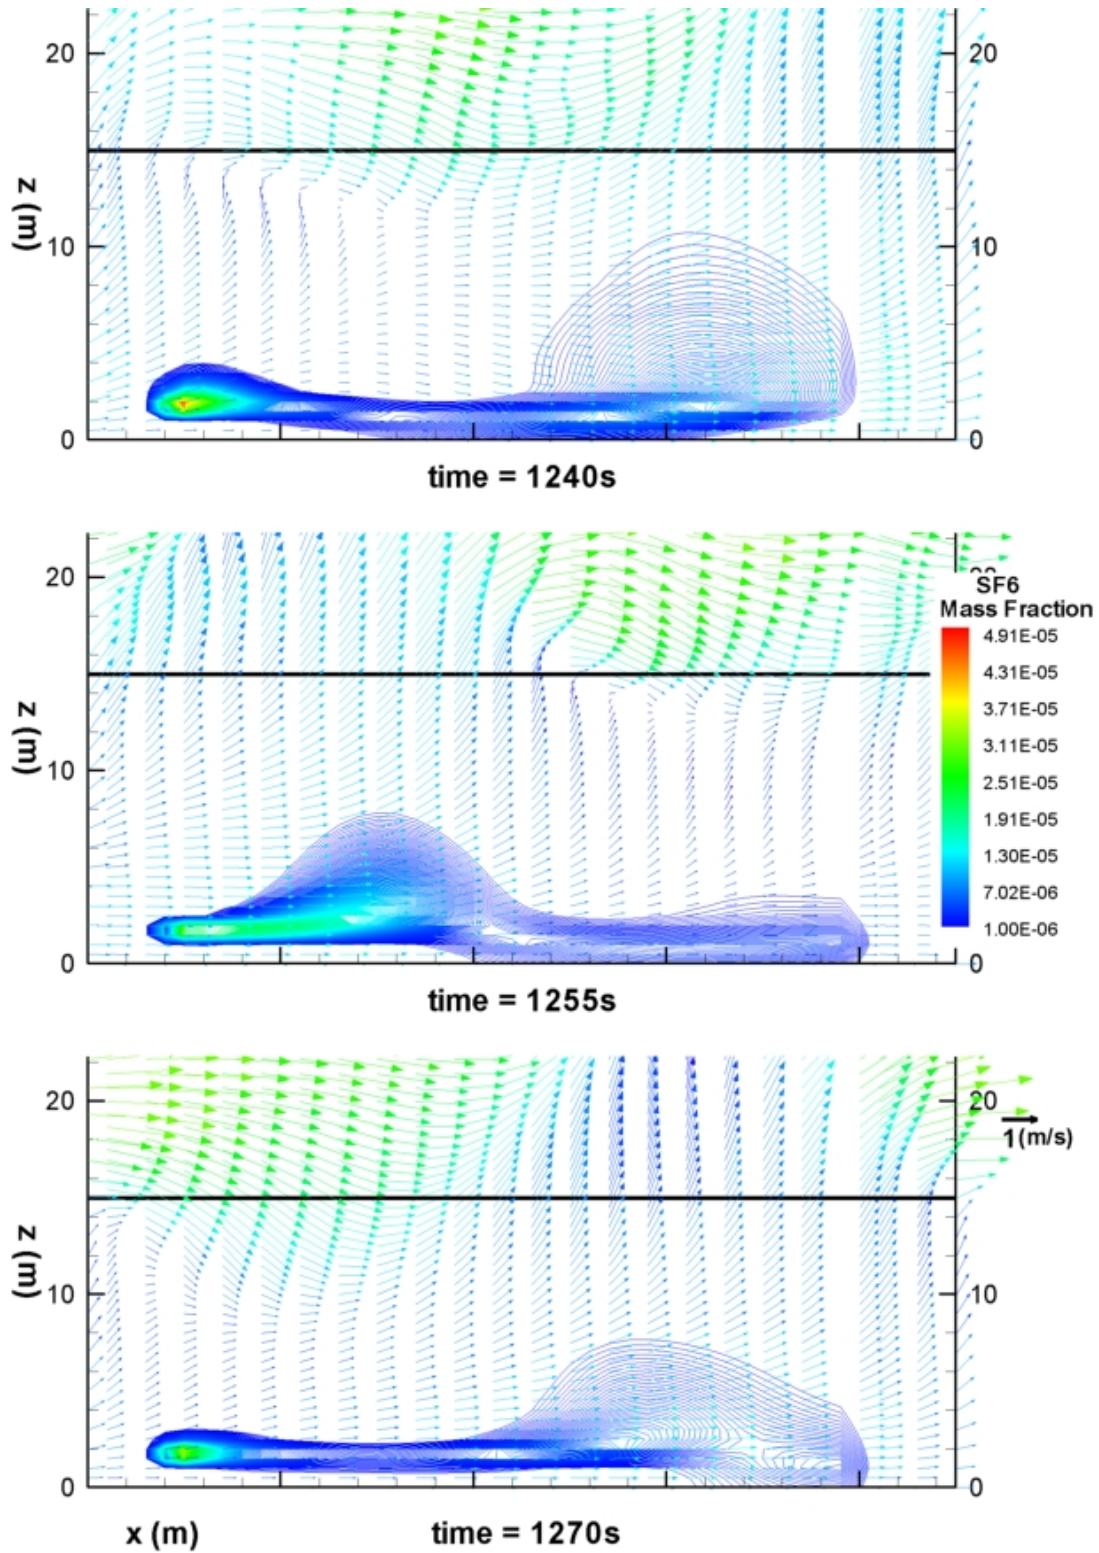 20
20
z (m)
10
10
0
0
time = 1240s
20
SF6
Mass Fraction
4.91E-05
4.31E-05
3.71E-05
3.11E-05
2.51E-05
1.91E-05
1.30E-05
7.02E-06
1.00E-06
z (m)
10
0
0
time = 1255s
20
20
1(m/s)
z (m)
10
10
0
0
x (m)
time = 1270s